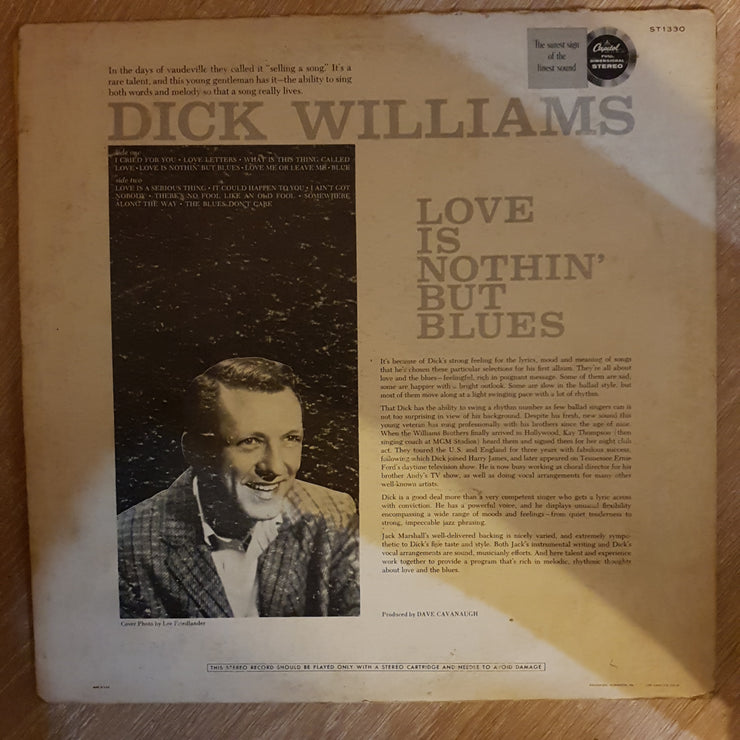 ST1330
The surest sign
of the
finest sound
Capitol
FULL
DIMENSIONAL
STEREO
In the days of vaudeville they called it "selling a song." It's a
rare talent, and this young gentleman has it—the ability to sing
both words and melody so that a song really lives.
DICK WILLIAMS
side one
I CRIED FOR YOU • LOVE LETTERS • WHAT IS THIS THING CALLED
LOVE • LOVE IS NOTHIN' BUT BLUES • LOVE ME OR LEAVE ME • BLUE
side two
LOVE IS A SERIOUS THING • IT COULD HAPPEN TO YOU • I AIN'T GOT
NOBODY • THERE'S NO FOOL LIKE AN OLD FOOL • SOMEWHERE
ALONG THE WAY • THE BLUES DON'T CARE
LOVE
IS
NOTHIN'
BUT
BLUES
It's because of Dick's strong feeling for the lyrics, mood and meaning of songs
that he's chosen these particular selections for his first album. They're all about
love and the blues—feelingful, rich in poignant message. Some of them are sad,
some are happier with a bright outlook. Some are slow in the ballad style, but
most of them move along at a light swinging pace with a lot of rhythm.
That Dick has the ability to swing a rhythm number as few ballad singers can is
not too surprising in view of his background. Despite his fresh, new sound this
young veteran has sung professionally with his brothers since the age of nine.
When the Williams Brothers finally arrived in Hollywood, Kay Thompson (then
singing coach at MGM Studios) heard them and signed them for her night club
act. They toured the U.S. and England for three years with fabulous success,
following which Dick joined Harry James, and later appeared on Tennessee Ernie
Ford's daytime television show. He is now busy working as choral director for his
brother Andy's TV show, as well as doing vocal arrangements for many other
well-known artists.
Dick is a good deal more than a very competent singer who gets a lyric across
with conviction. He has a powerful voice, and he displays unusual flexibility
encompassing a wide range of moods and feelings—from quiet tenderness to
strong, impeccable jazz phrasing.
Jack Marshall's well-delivered backing is nicely varied, and extremely sympa-
thetic to Dick's fine taste and style. Both Jack's instrumental writing and Dick's
vocal arrangements are sound, musicianly efforts. And here talent and experience
work together to provide a program that's rich in melodic, rhythmic thoughts
about love and the blues.
Produced by DAVE CAVANAUGH
Cover Photo by Lee Friedlander
THIS STEREO RECORD SHOULD BE PLAYED ONLY WITH A STEREO CARTRIDGE AND NEEDLE TO AVOID DAMAGE